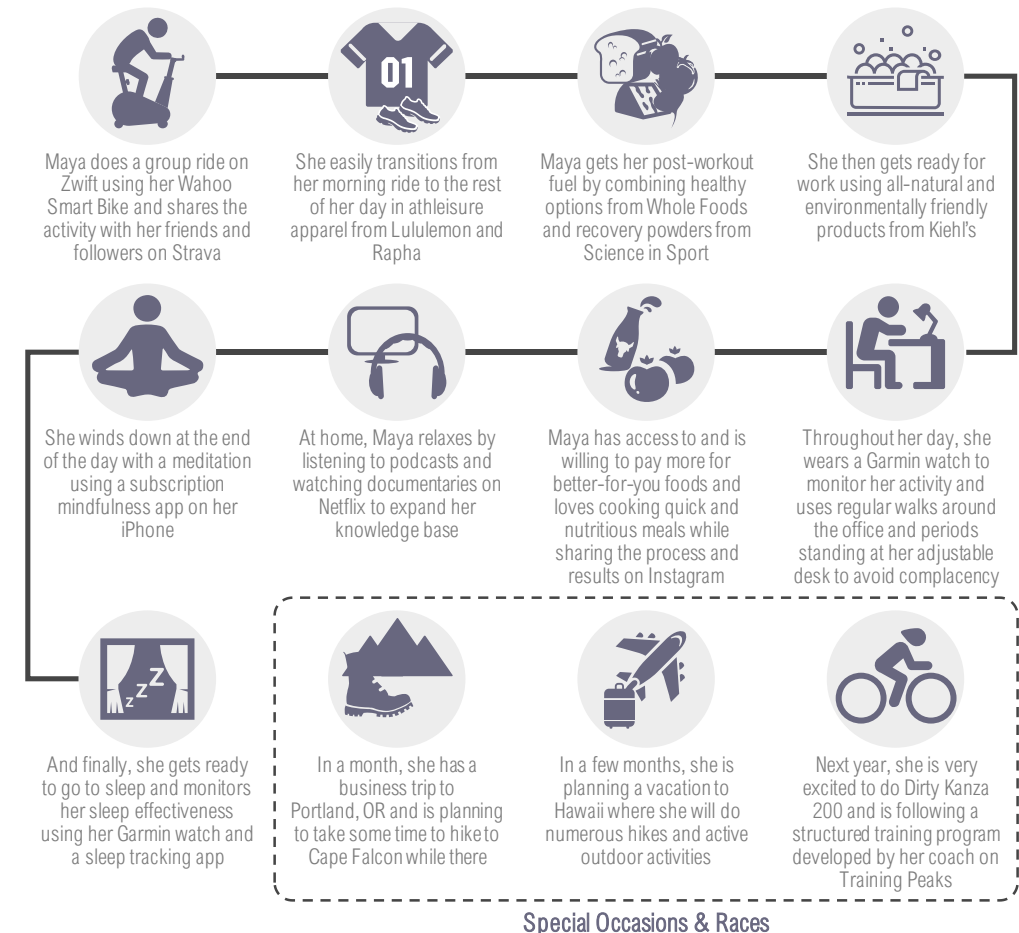 01
Maya does a group ride on
Zwift using her Wahoo
Smart Bike and shares the
activity with her friends and
followers on Strava
She easily transitions from
her morning ride to the rest
of her day in athleisure
apparel from Lululemon and
Rapha
Maya gets her post-workout
fuel by combining healthy
options from Whole Foods
and recovery powders from
Science in Sport
She then gets ready for
work using all-natural and
environmentally friendly
products from Kiehl's
Throughout her day, she
wears a Garmin watch to
monitor her activity and
uses regular walks around
the office and periods
standing at her adjustable
desk to avoid complacency
Maya has access to and is
willing to pay more for
better-for-you foods and
loves cooking quick and
nutritious meals while
sharing the process and
results on Instagram
At home, Maya relaxes by
listening to podcasts and
watching documentaries on
Netflix to expand her
knowledge base
She winds down at the end
of the day with a meditation
using a subscription
mindfulness app on her
iPhone
z z Z
And finally, she gets ready
to go to sleep and monitors
her sleep effectiveness
using her Garmin watch and
a sleep tracking app
In a month, she has a
business trip to
Portland, OR and is planning
to take some time to hike to
Cape Falcon while there
In a few months, she is
planning a vacation to
Hawaii where she will do
numerous hikes and active
outdoor activities
Next year, she is very
excited to do Dirty Kanza
200 and is following a
structured training program
developed by her coach on
Training Peaks
Special Occasions & Races